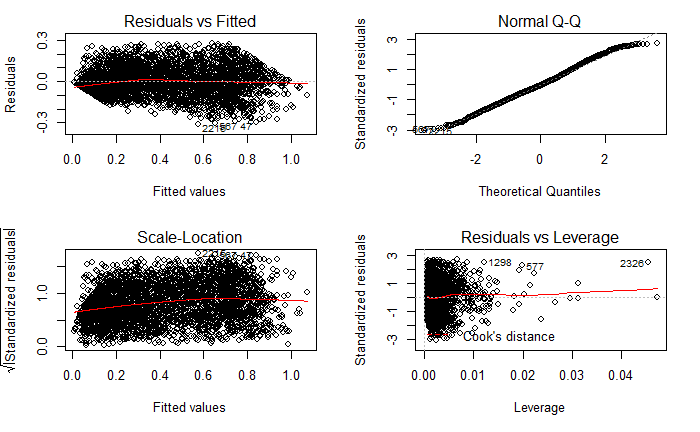 Residuals vs Fitted
Residuals
0.3
0.0
-0.3
2215
47
0.0 0.2 0.4 0.6 0.8 1.0
Fitted values
Normal Q-Q
Standardized residuals
3
1
-1
-3
-2 0 2
Theoretical Quantiles
Scale-Location
√|Standardized residuals|
1.0
0.0
2215
47
0.0 0.2 0.4 0.6 0.8 1.0
Fitted values
Residuals vs Leverage
Standardized residuals
3
1
-1
-3
1298
577
2326
Cook's distance
0.00 0.01 0.02 0.03 0.04
Leverage